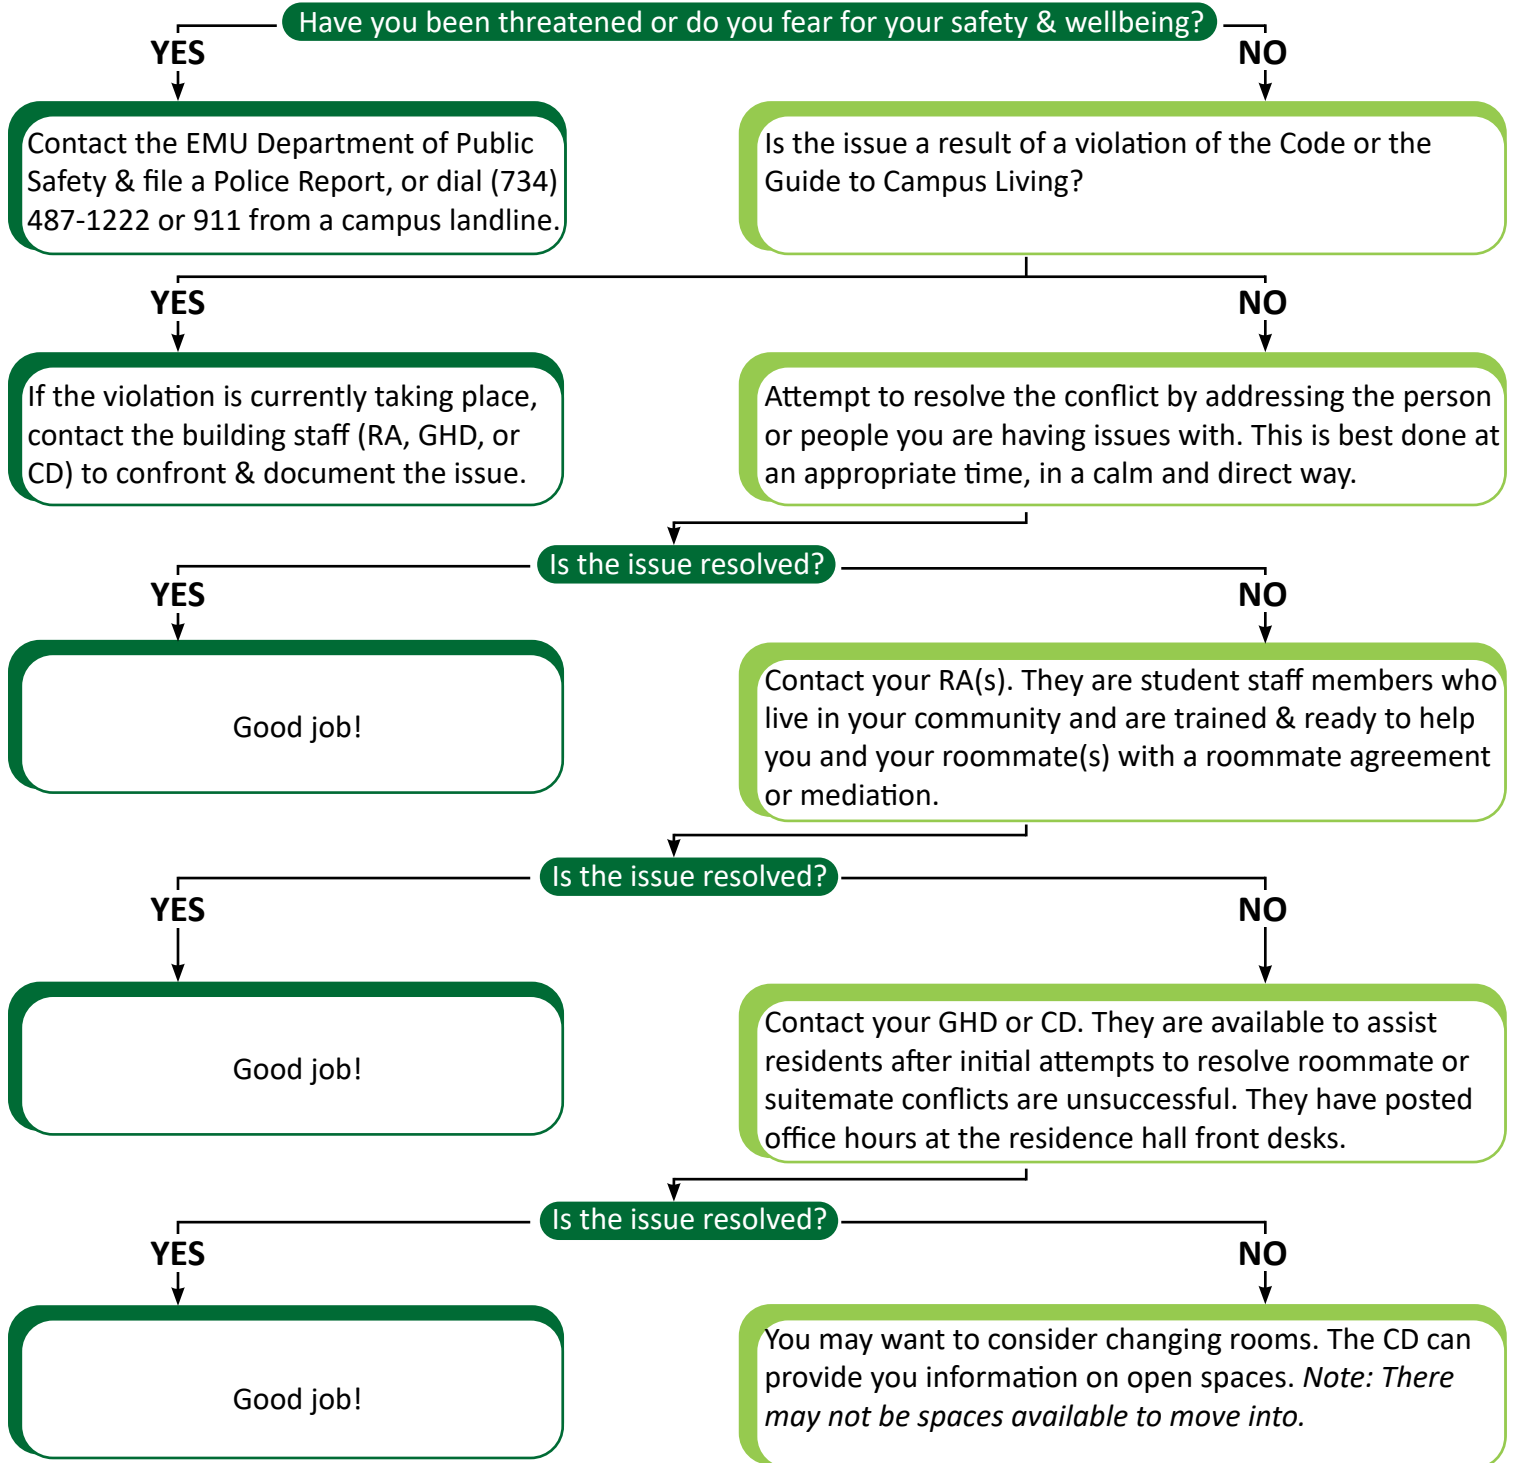 Have you been threatened or do you fear for your safety & wellbeing?
YES
NO
Contact the EMU Department of Public
Safety & file a Police Report, or dial (734)
487-1222 or 911 from a campus landline.
Is the issue a result of a violation of the Code or the
Guide to Campus Living?
YES
NO
If the violation is currently taking place,
contact the building staff (RA, GHD, or
CD) to confront & document the issue.
Attempt to resolve the conflict by addressing the person
or people you are having issues with. This is best done at
an appropriate time, in a calm and direct way.
Is the issue resolved?
YES
NO
Good job!
Contact your RA(s). They are student staff members who
live in your community and are trained & ready to help
you and your roommate(s) with a roommate agreement
or mediation.
Is the issue resolved?
YES
NO
Good job!
Contact your GHD or CD. They are available to assist
residents after initial attempts to resolve roommate or
suitemate conflicts are unsuccessful. They have posted
office hours at the residence hall front desks.
Is the issue resolved?
YES
NO
Good job!
You may want to consider changing rooms. The CD can
provide you information on open spaces. Note: There
may not be spaces available to move into.